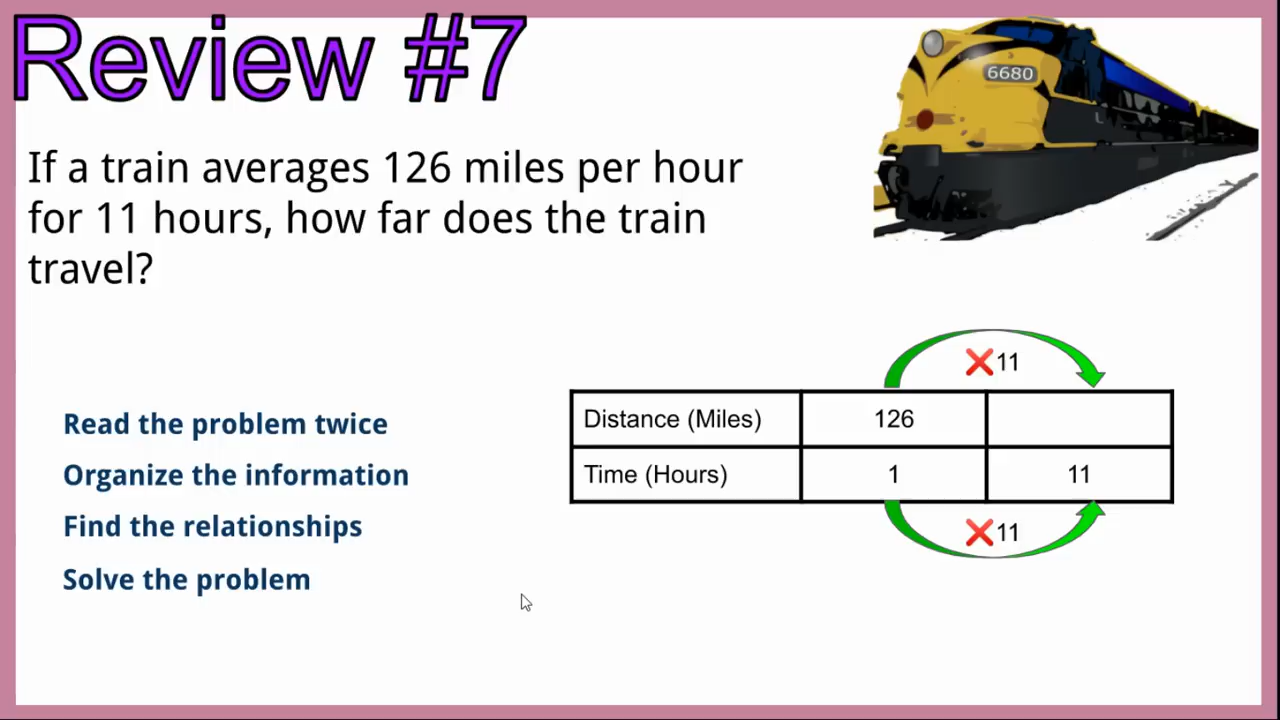 Review #7
6680
If a train averages 126 miles per hour
for 11 hours, how far does the train
travel?
❌11
Distance (Miles) 126
Time (Hours) 1 11
❌11
Read the problem twice
Organize the information
Find the relationships
Solve the problem